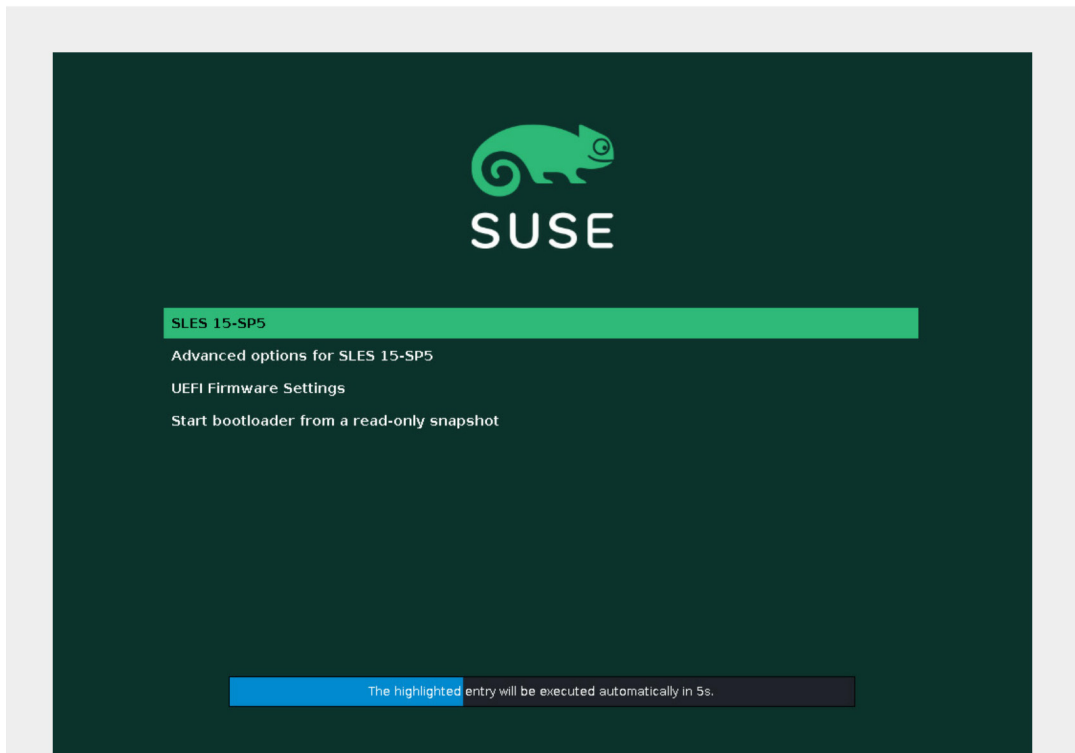 SUSE
SLES 15-SP5
Advanced options for SLES 15-SP5
UEFI Firmware Settings
Start bootloader from a read-only snapshot
The highlighted entry will be executed automatically in 5s.